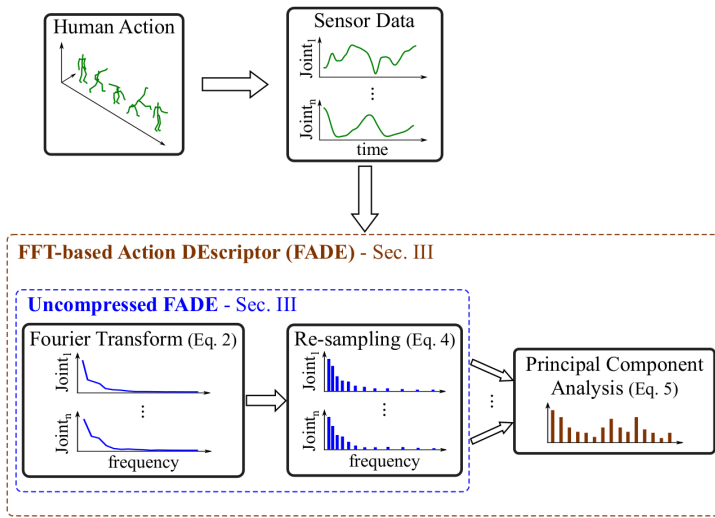 Human Action
Sensor Data
Joint₁
...
Jointₙ
time
FFT-based Action DEscriptor (FADE) - Sec. III
Uncompressed FADE - Sec. III
Fourier Transform (Eq. 2)
Joint₁
...
Jointₙ
frequency
Re-sampling (Eq. 4)
Joint₁
...
Jointₙ
frequency
...
Principal Component
Analysis (Eq. 5)